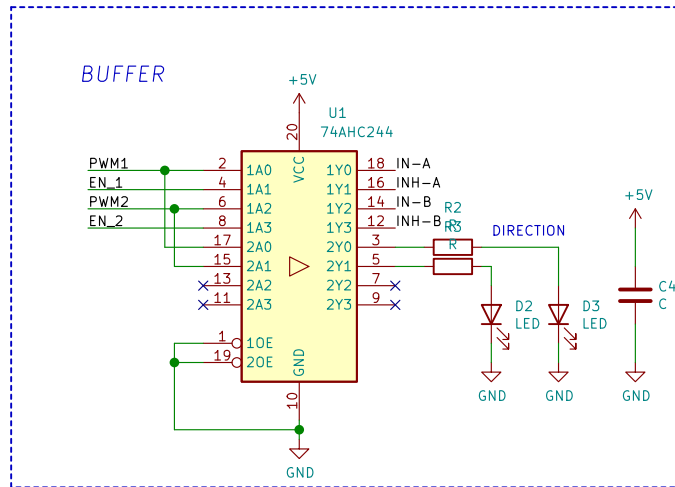 BUFFER
+5V
U1
74AHC244
20
VCC
PWM1 2 1A0 1Y0 18 IN-A
EN_1 4 1A1 1Y1 16 INH-A
PWM2 6 1A2 1Y2 14 IN-B
EN_2 8 1A3 1Y3 12 INH-B
17 2A0 2Y0 3
15 2A1 2Y1 5
13 2A2 2Y2 7
11 2A3 2Y3 9
1 1OE
19 2OE
GND
10
GND
R2
R
R3
R
DIRECTION
D2
LED
D3
LED
GND
GND
+5V
C4
C
GND